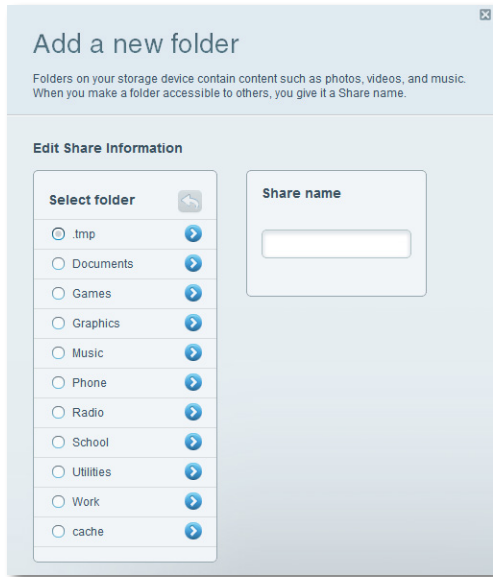 Add a new folder
Folders on your storage device contain content such as photos, videos, and music.
When you make a folder accessible to others, you give it a Share name.
Edit Share Information
Select folder
.tmp
Documents
Games
Graphics
Music
Phone
Radio
School
Utilities
Work
cache
Share name